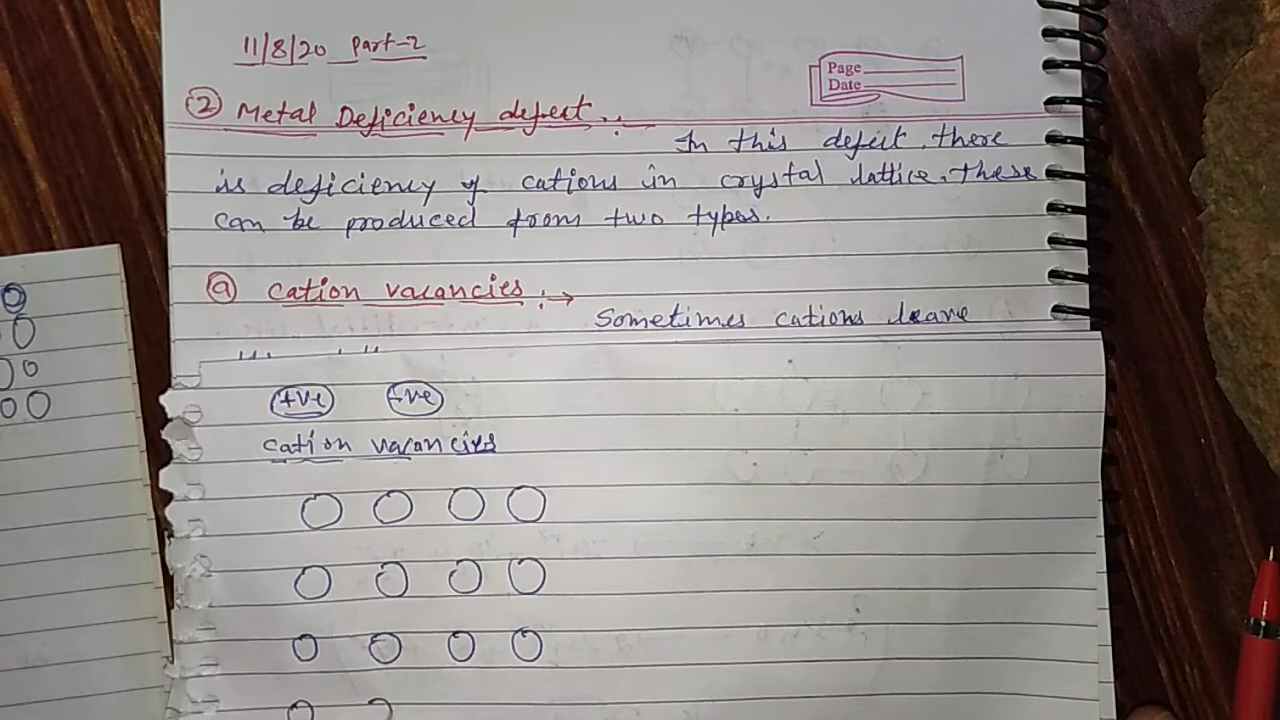 11/8/20 Part-2
Page
Date
② Metal Deficiency defect :-
In this defect, there
is deficiency of cations in crystal lattice. these
can be produced from two types.
ⓐ Cation vacancies :→
Sometimes cations leave
+ve +ve
cation vacancies